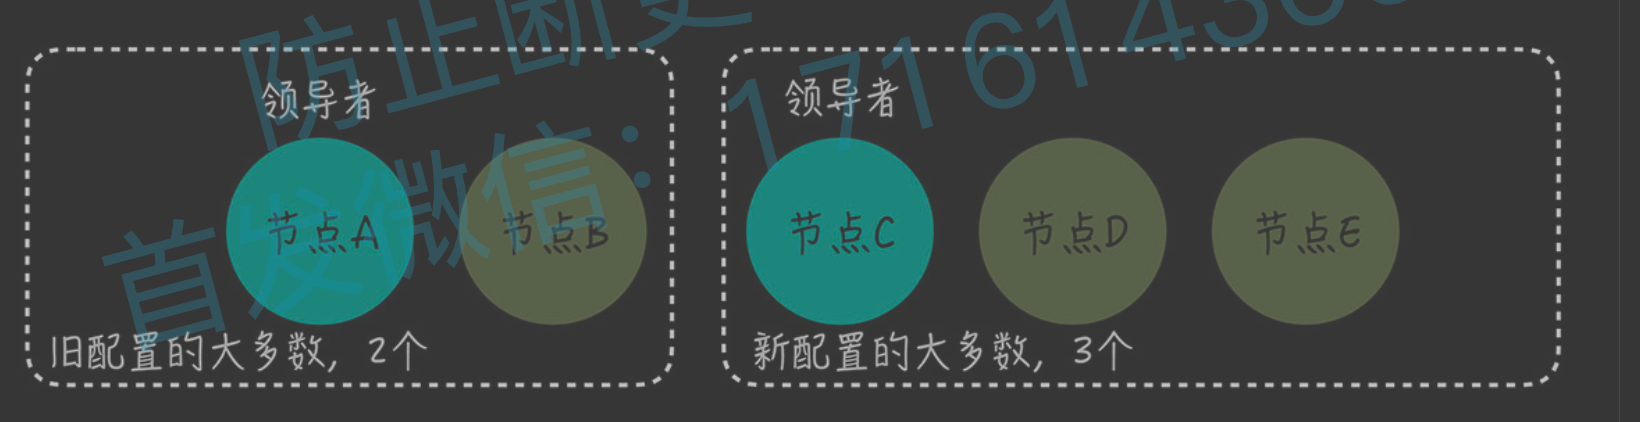 防止断更
首发微信：17161430
领导者
领导者
节点A
节点B
节点C
节点D
节点E
旧配置的大多数，2个
新配置的大多数，3个